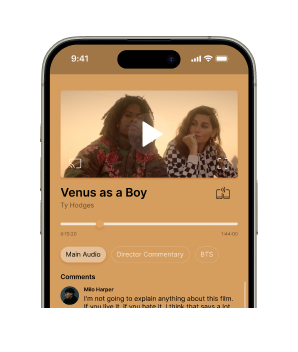 9:41
Venus as a Boy
Ty Hodges
0:15:20
1:44:00
Main Audio
Director Commentary
BTS
Comments
Milo Harper
I'm not going to explain anything about this film.
If you live it, if you hate it, I think that says a lot